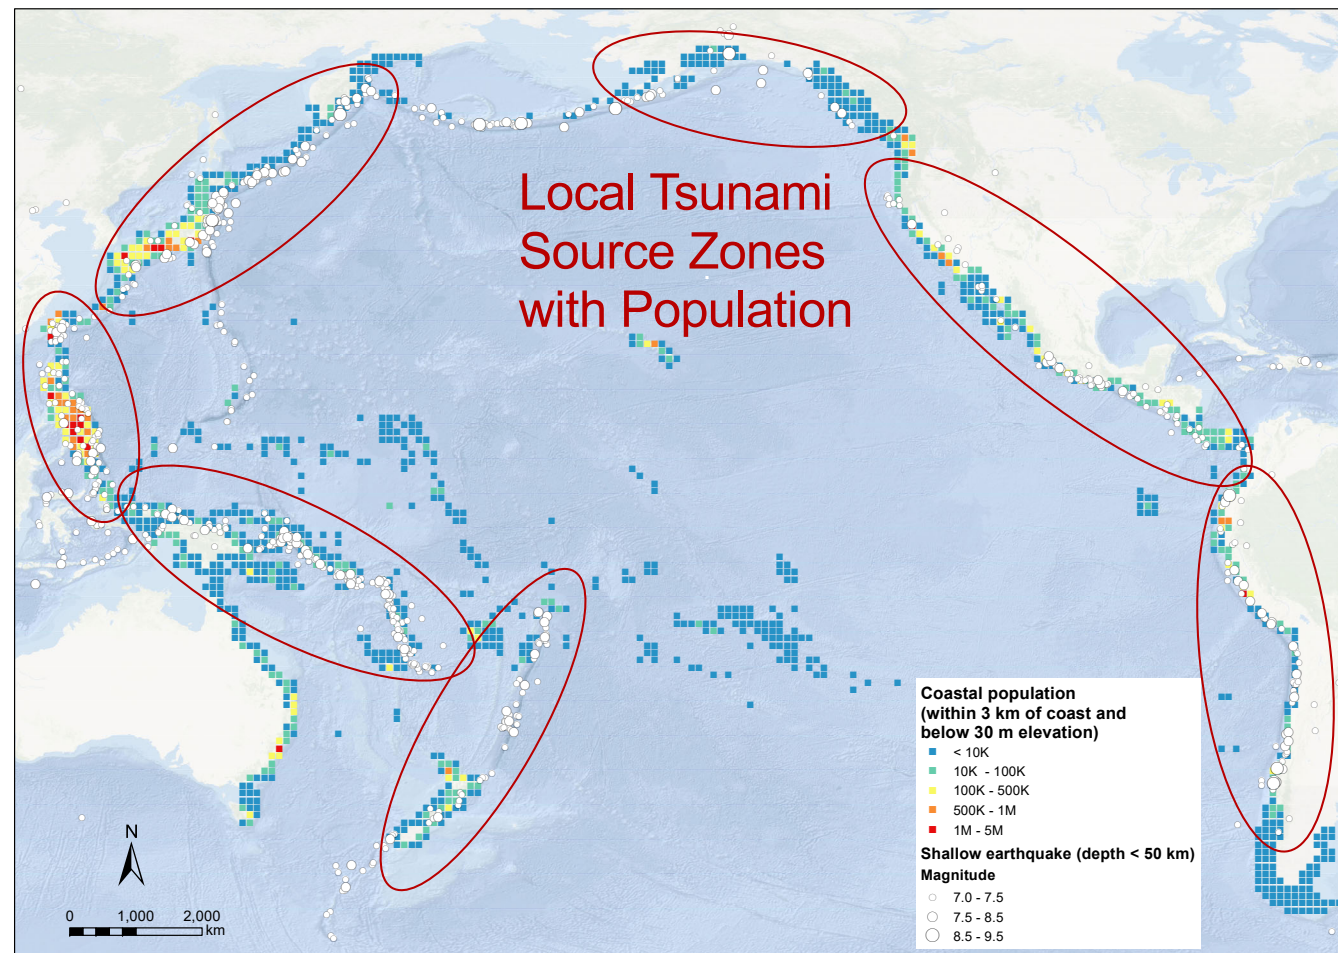 Local Tsunami
Source Zones
with Population
Coastal population
(within 3 km of coast and
below 30 m elevation)
< 10K
10K - 100K
100K - 500K
500K - 1M
1M - 5M
Shallow earthquake (depth < 50 km)
Magnitude
7.0 - 7.5
7.5 - 8.5
8.5 - 9.5
N
0 1,000 2,000
km